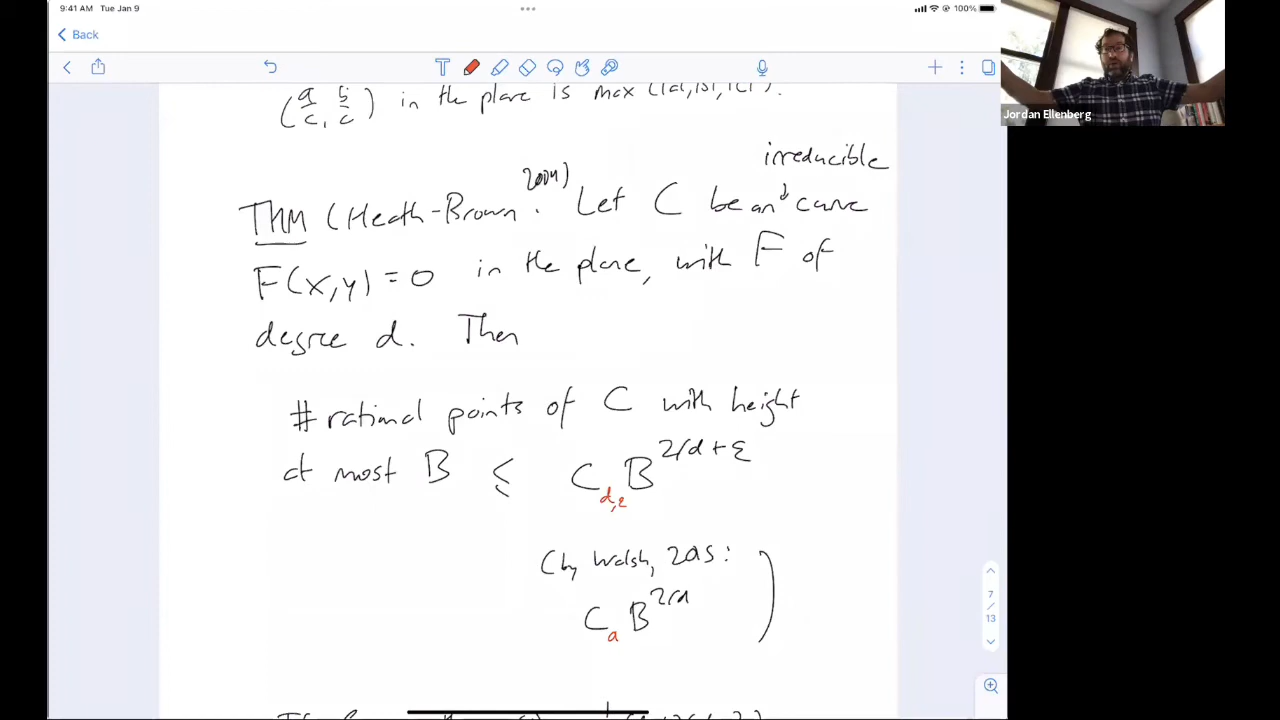 9:41 AM Tue Jan 9
100%
Back
Jordan Ellenberg
(a/c, b/c) in the plane is max(|a|,|b|,|c|).
irreducible
THM (Heath-Brown. 2004) Let C be an curve
F(x,y) = 0 in the plane, with F of
degree d. Then
# rational points of C with height
at most B ≤ C_{d,ε} B^{2/d + ε}
(by Walsh, 2015:
C_d B^{2/d})
7
/
13